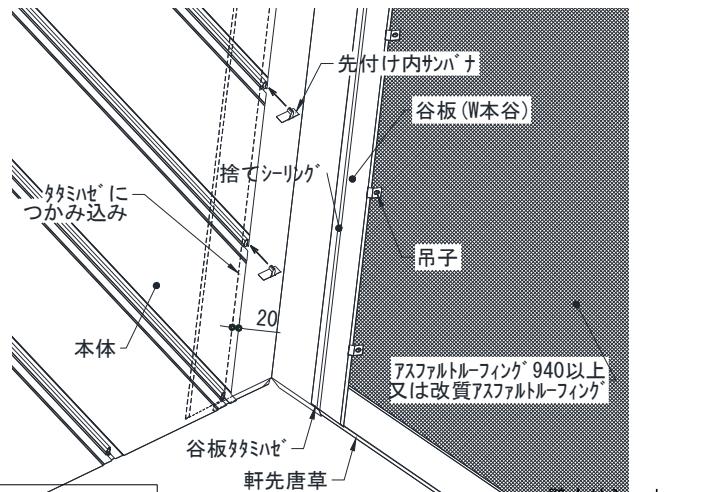 先付け内ｻﾝﾊﾞﾅ
谷板(W本谷)
捨てｼｰﾘﾝｸﾞ
ﾀﾀﾐﾊｾﾞに
つかみ込み
吊子
20
本体
ｱｽﾌｧﾙﾄﾙｰﾌｨﾝｸﾞ940以上
又は改質ｱｽﾌｧﾙﾄﾙｰﾌｨﾝｸﾞ
谷板ﾀﾀﾐﾊｾﾞ
軒先唐草